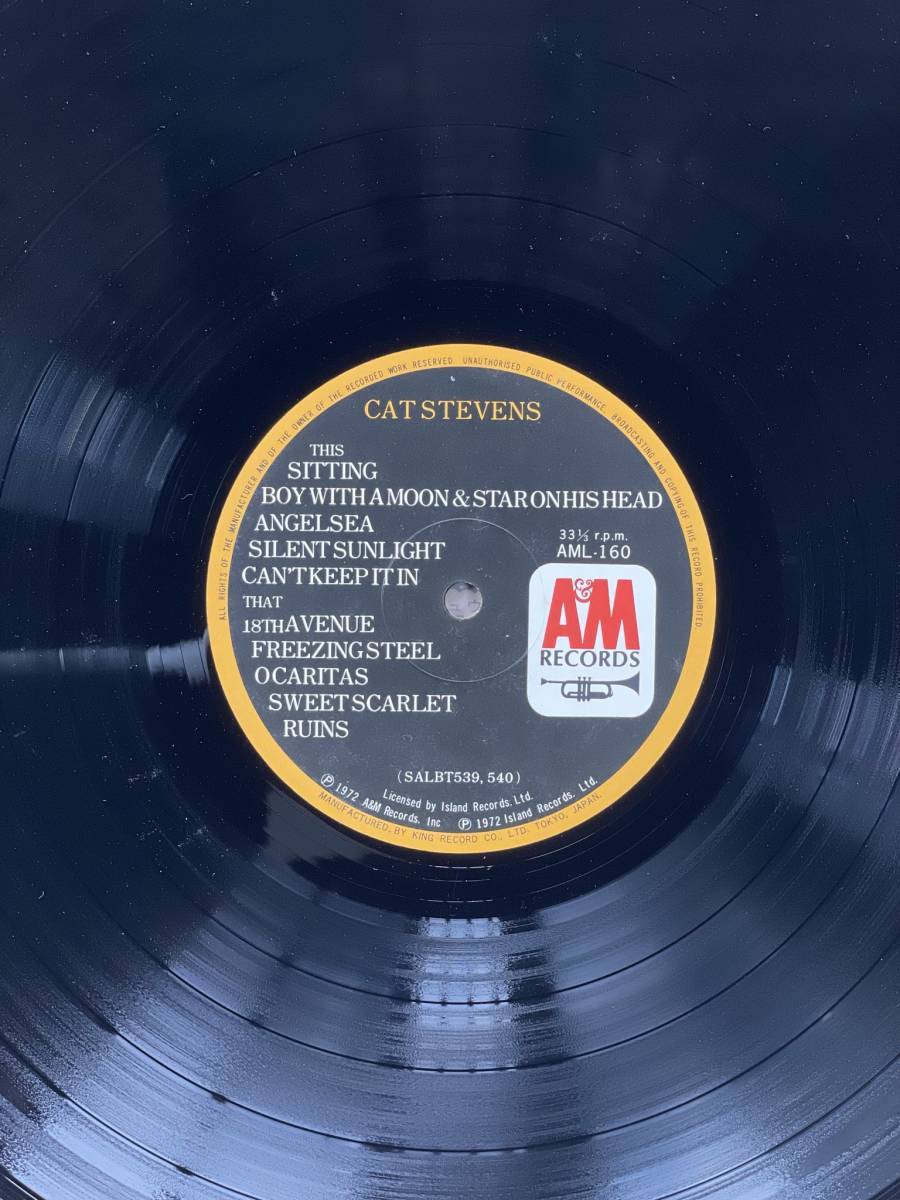 ALL RIGHTS OF THE MANUFACTURER AND OF THE OWNER OF THE RECORDED WORK RESERVED. UNAUTHORISED PUBLIC PERFORMANCE, BROADCASTING AND COPYING OF THIS RECORD PROHIBITED.
CAT STEVENS
THIS
SITTING
BOY WITH A MOON & STAR ON HIS HEAD
ANGELSEA
SILENT SUNLIGHT
CAN'T KEEP IT IN
THAT
18TH AVENUE
FREEZING STEEL
O CARITAS
SWEET SCARLET
RUINS
33⅓ r.p.m.
AML-160
A&M
RECORDS
(SALBT539, 540)
Licensed by Island Records. Ltd.
Ⓟ 1972 A&M Records. Inc Ⓟ 1972 Island Records. Ltd.
MANUFACTURED. BY KING RECORD CO., LTD. TOKYO, JAPAN.